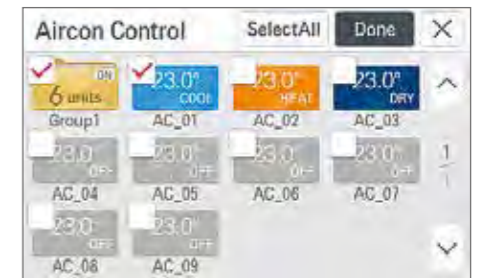 Aircon Control SelectAll Done
ON 23.0° 23.0° 23.0°
6 units COOL HEAT DRY
Group1 AC_01 AC_02 AC_03
23.0° 23.0° 23.0° 23.0°
OFF OFF OFF OFF
AC_04 AC_05 AC_06 AC_07
1
1
23.0° 23.0°
OFF OFF
AC_08 AC_09